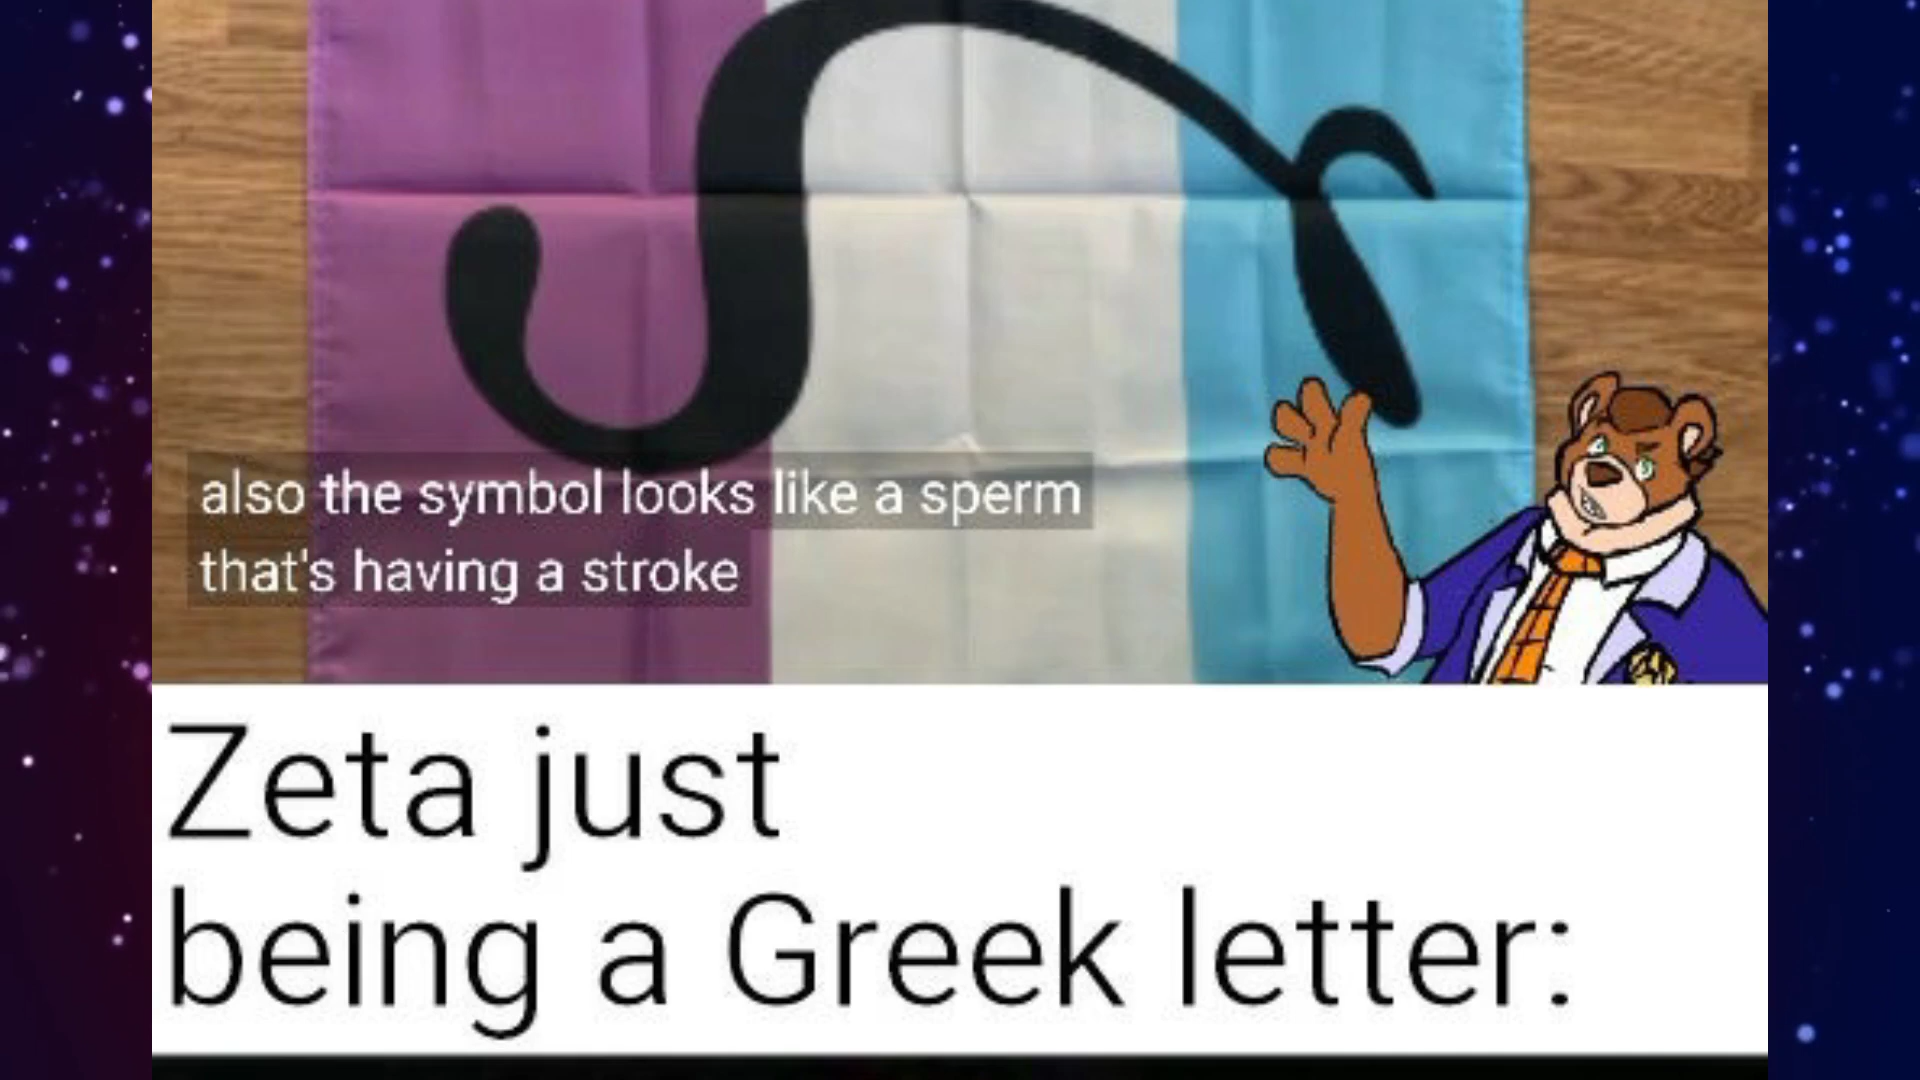 also the symbol looks like a sperm
that's having a stroke
Zeta just
being a Greek letter: